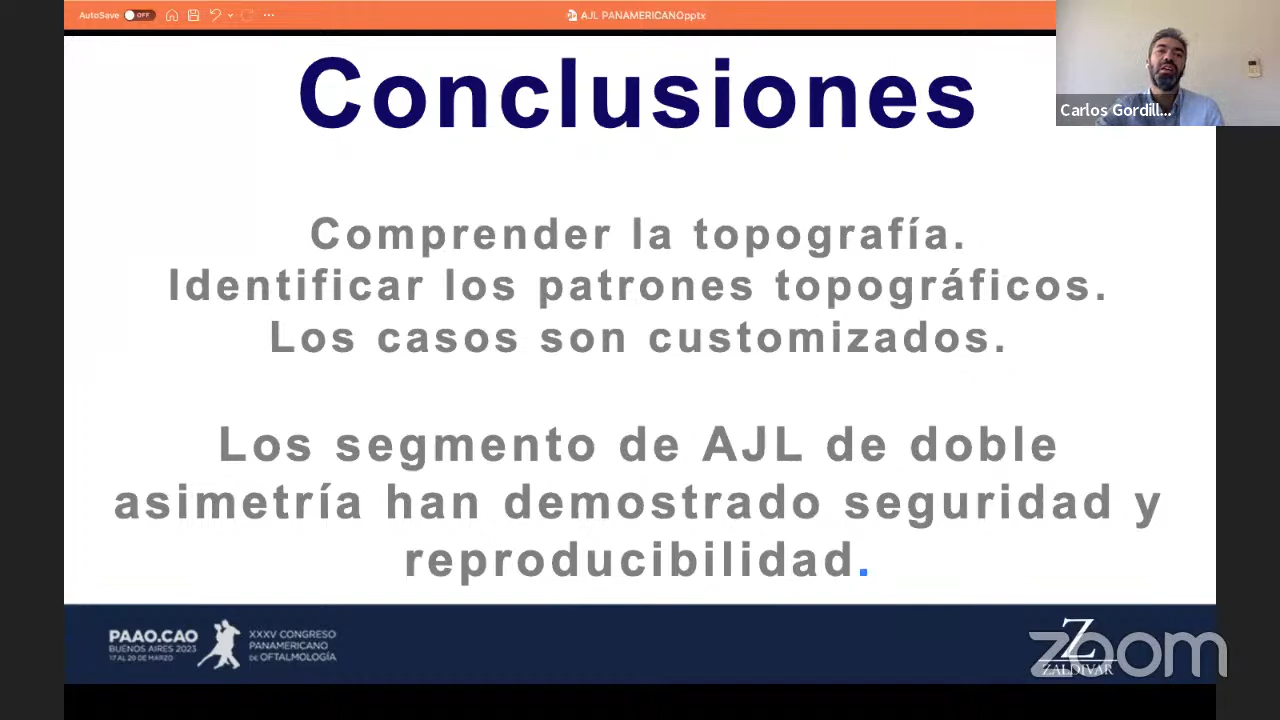 AutoSave OFF
AJL PANAMERICANOpptx
Conclusiones
Carlos Gordill...
Comprender la topografía.
Identificar los patrones topográficos.
Los casos son customizados.
Los segmento de AJL de doble
asimetría han demostrado seguridad y
reproducibilidad.
PAAO.CAO
BUENOS AIRES 2023
17 AL 20 DE MARZO
XXXV CONGRESO
PANAMERICANO
DE OFTALMOLOGÍA
Z
ZALDIVAR
zoom